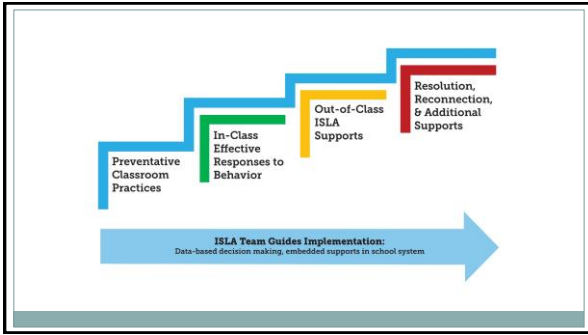 Preventative
Classroom
Practices
In-Class
Effective
Responses to
Behavior
Out-of-Class
ISLA
Supports
Resolution,
Reconnection,
& Additional
Supports
ISLA Team Guides Implementation:
Data-based decision making, embedded supports in school system